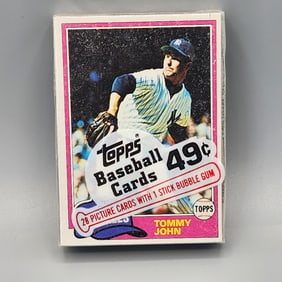 Topps
Baseball
Cards
49¢
28 PICTURE CARDS WITH 1 STICK BUBBLE GUM
TOPPS
TOMMY
JOHN